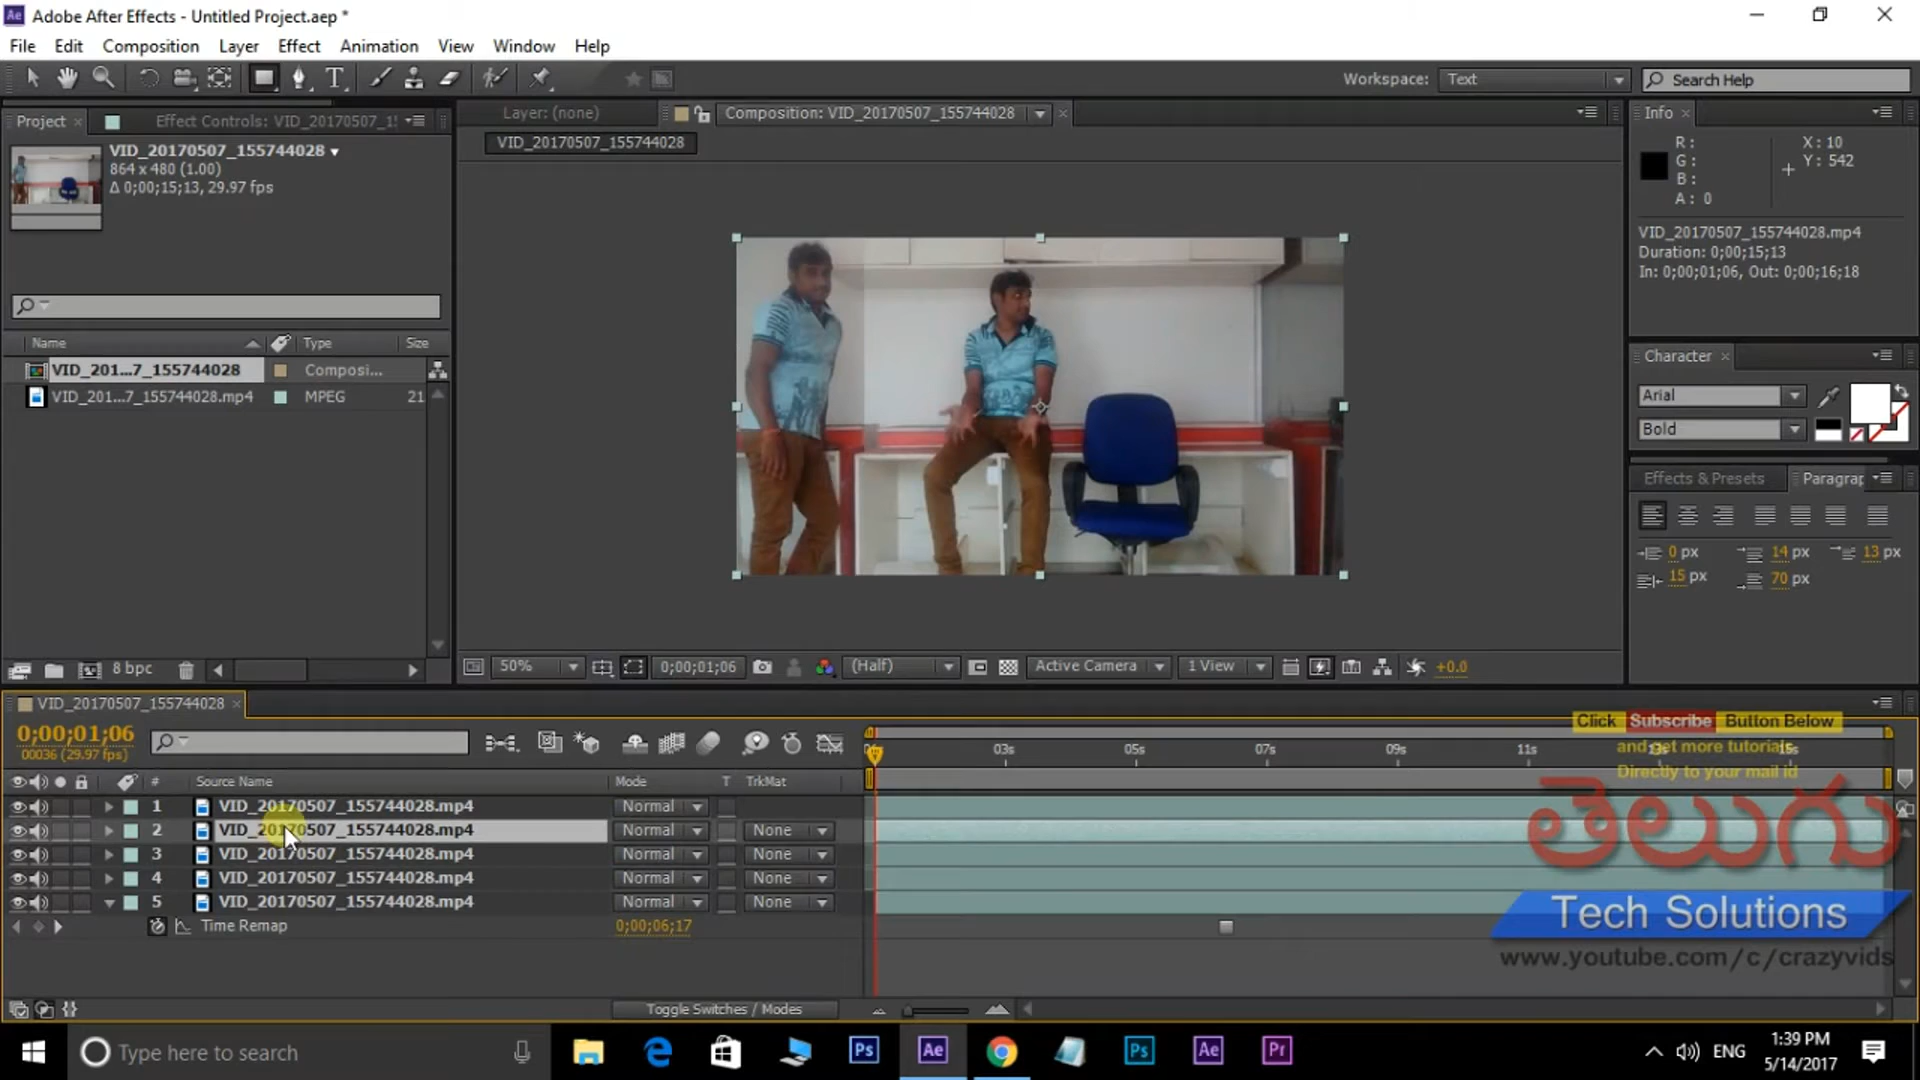 Adobe After Effects - Untitled Project.aep *
File Edit Composition Layer Effect Animation View Window Help
Workspace: Text Search Help
Project Effect Controls: VID_20170507_1
Layer: (none) Composition: VID_20170507_155744028
VID_20170507_155744028
VID_20170507_155744028
864 x 480 (1.00)
Δ 0;00;15;13, 29.97 fps
Name Type Size
VID_201...7_155744028 Composi...
VID_201...7_155744028.mp4 MPEG 21
8 bpc
50% 0;00;01;06 (Half) Active Camera 1 View +0.0
Info
R: X: 10
G: Y: 542
B:
A: 0
VID_20170507_155744028.mp4
Duration: 0;00;15;13
In: 0;00;01;06, Out: 0;00;16;18
Character
Arial
Bold
Effects & Presets Paragrap
0 px 14 px 13 px
15 px 70 px
VID_20170507_155744028
0;00;01;06
00036 (29.97 fps)
03s 05s 07s 09s 11s 15s
# Source Name Mode T TrkMat
1 VID_20170507_155744028.mp4 Normal
2 VID_20170507_155744028.mp4 Normal None
3 VID_20170507_155744028.mp4 Normal None
4 VID_20170507_155744028.mp4 Normal None
5 VID_20170507_155744028.mp4 Normal None
Time Remap 0;00;06;17
Toggle Switches / Modes
Click Subscribe Button Below
and get more tutorials
Directly to your mail id
తెలుగు
Tech Solutions
www.youtube.com/c/crazyvids
Type here to search
Ps Ae Ps Ae Pr
ENG
1:39 PM
5/14/2017